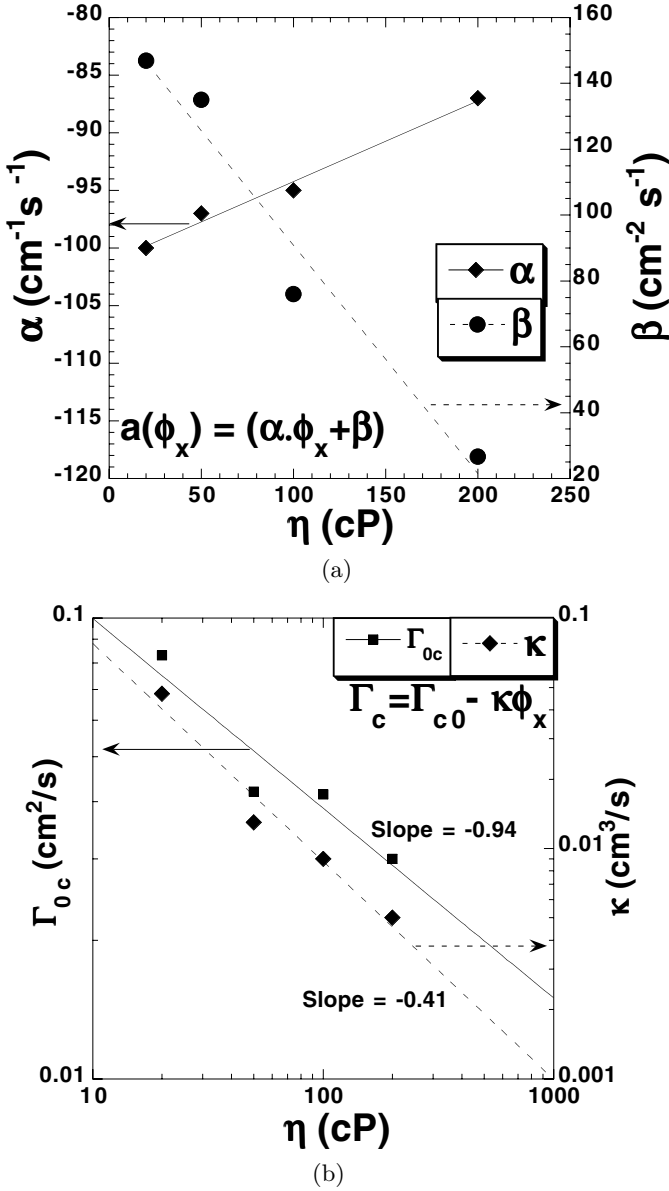 -80
-85
-90
-95
-100
-105
-110
-115
-120
α (cm⁻¹s ⁻¹)
160
140
120
100
80
60
40
20
β (cm⁻² s⁻¹)
α
β
a(ϕₓ) = (α.ϕₓ+β)
0 50 100 150 200 250
η (cP)
(a)
0.1
0.01
Γ₀c (cm²/s)
0.1
0.01
0.001
κ (cm³/s)
Γ₀c κ
Γc=Γc0- κϕₓ
Slope = -0.94
Slope = -0.41
10 100 1000
η (cP)
(b)